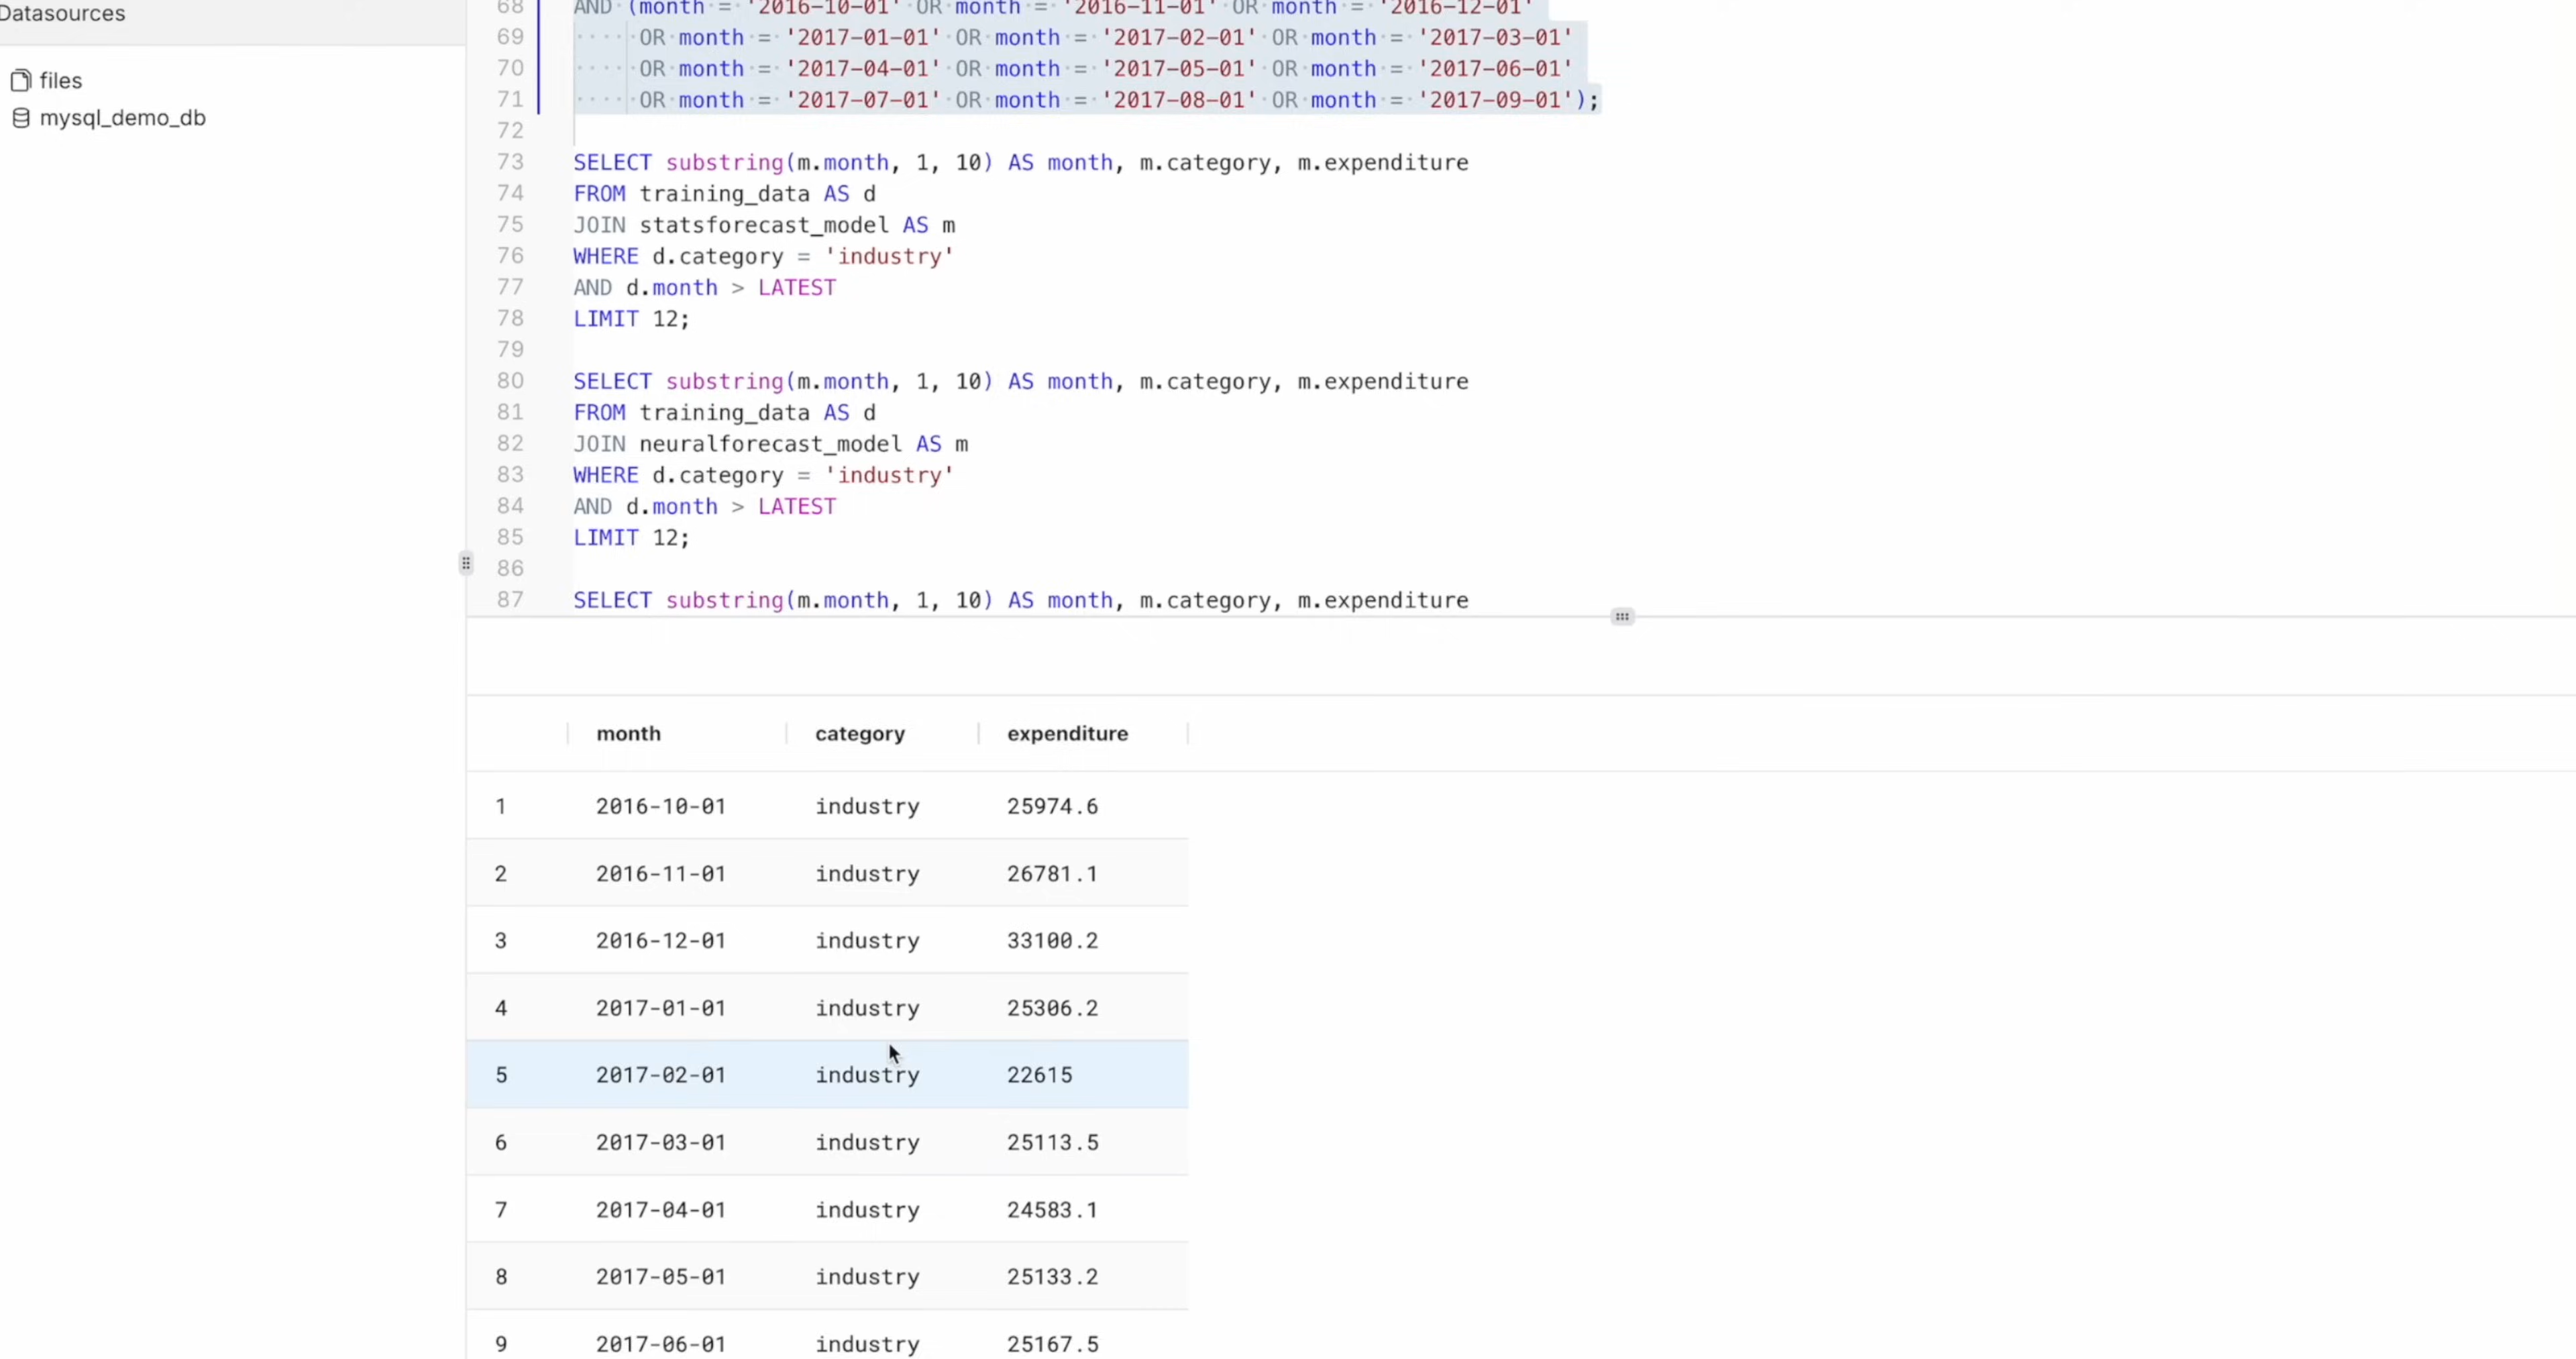 Datasources
files
mysql_demo_db
68 AND (month = '2016-10-01' OR month = '2016-11-01' OR month = '2016-12-01'
69 OR month = '2017-01-01' OR month = '2017-02-01' OR month = '2017-03-01'
70 OR month = '2017-04-01' OR month = '2017-05-01' OR month = '2017-06-01'
71 OR month = '2017-07-01' OR month = '2017-08-01' OR month = '2017-09-01');
72
73 SELECT substring(m.month, 1, 10) AS month, m.category, m.expenditure
74 FROM training_data AS d
75 JOIN statsforecast_model AS m
76 WHERE d.category = 'industry'
77 AND d.month > LATEST
78 LIMIT 12;
79
80 SELECT substring(m.month, 1, 10) AS month, m.category, m.expenditure
81 FROM training_data AS d
82 JOIN neuralforecast_model AS m
83 WHERE d.category = 'industry'
84 AND d.month > LATEST
85 LIMIT 12;
86
87 SELECT substring(m.month, 1, 10) AS month, m.category, m.expenditure
month category expenditure
1 2016-10-01 industry 25974.6
2 2016-11-01 industry 26781.1
3 2016-12-01 industry 33100.2
4 2017-01-01 industry 25306.2
5 2017-02-01 industry 22615
6 2017-03-01 industry 25113.5
7 2017-04-01 industry 24583.1
8 2017-05-01 industry 25133.2
9 2017-06-01 industry 25167.5